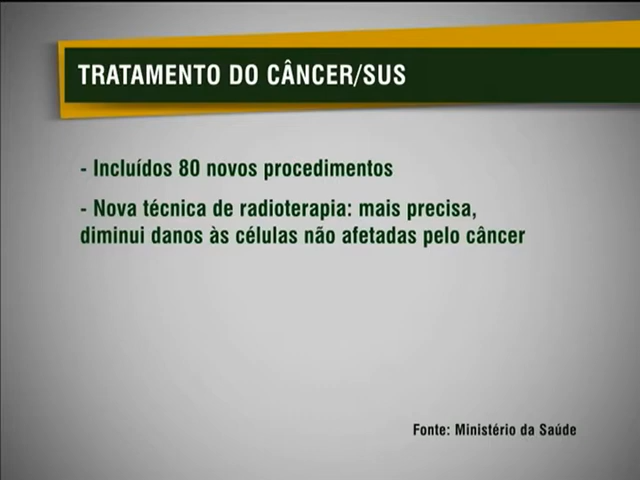 TRATAMENTO DO CÂNCER/SUS
- Incluídos 80 novos procedimentos
- Nova técnica de radioterapia: mais precisa,
diminui danos às células não afetadas pelo câncer
Fonte: Ministério da Saúde